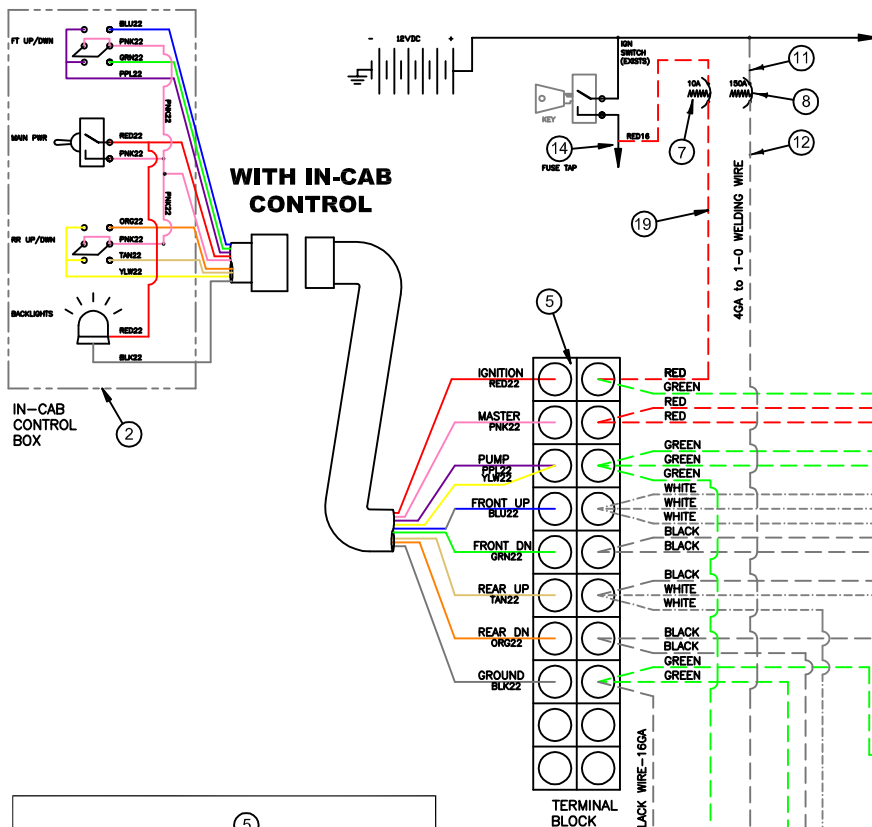 BLU22
FT UP/DWN
PNK22
GRN22
PPL22
PNK22
MAIN PWR
RED22
PNK22
PNK22
ORG22
RR UP/DWN
PNK22
TAN22
YLW22
BACKLIGHTS
RED22
BLK22
IN-CAB
CONTROL
BOX
2
WITH IN-CAB
CONTROL
- 12VDC +
IGN
SWITCH
(EXISTS)
KEY
14
RED16
FUSE TAP
10A
7
150A
11
8
12
19
4GA to 1-0 WELDING WIRE
5
IGNITION
RED22
MASTER
PNK22
PUMP
PPL22
YLW22
FRONT UP
BLU22
FRONT DN
GRN22
REAR UP
TAN22
REAR DN
ORG22
GROUND
BLK22
RED
GREEN
RED
RED
GREEN
GREEN
GREEN
WHITE
WHITE
WHITE
BLACK
BLACK
BLACK
WHITE
WHITE
BLACK
BLACK
GREEN
GREEN
LACK WIRE-16GA
TERMINAL
BLOCK
5